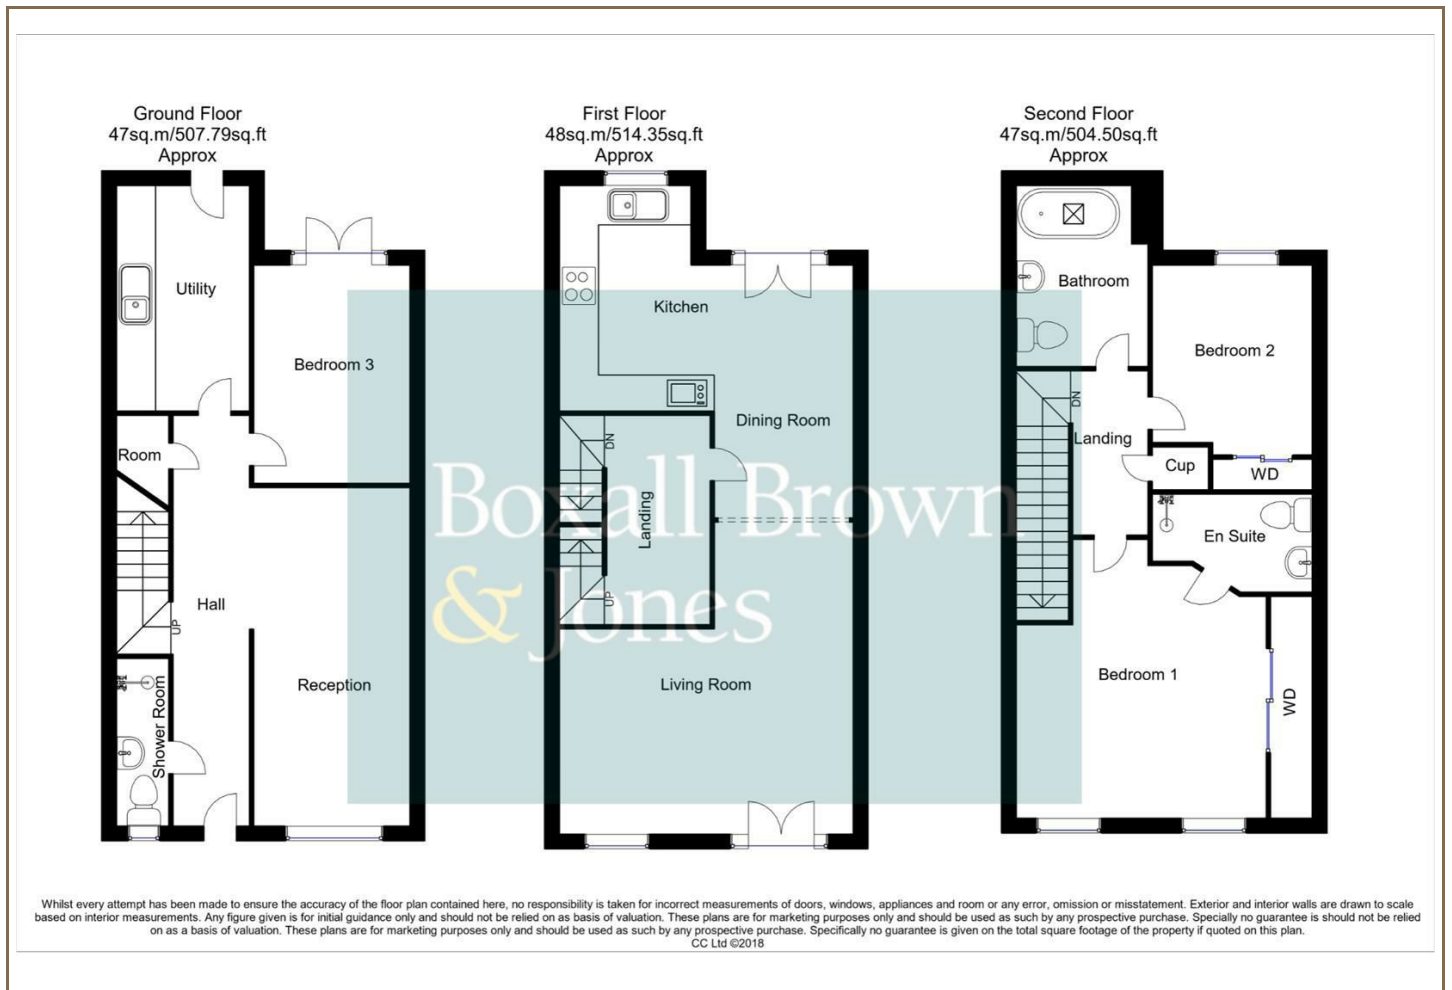 Ground Floor
47sq.m/507.79sq.ft
Approx
Utility
Bedroom 3
Room
Hall
UP
Reception
Shower Room
First Floor
48sq.m/514.35sq.ft
Approx
Kitchen
Dining Room
DN
Landing
UP
Living Room
Second Floor
47sq.m/504.50sq.ft
Approx
Bathroom
Bedroom 2
DN
Landing
Cup
WD
En Suite
Bedroom 1
WD
Boxall Brown
& Jones
Whilst every attempt has been made to ensure the accuracy of the floor plan contained here, no responsibility is taken for incorrect measurements of doors, windows, appliances and room or any error, omission or misstatement. Exterior and interior walls are drawn to scale
based on interior measurements. Any figure given is for initial guidance only and should not be relied on as basis of valuation. These plans are for marketing purposes only and should be used as such by any prospective purchase. Specially no guarantee is should not be relied
on as a basis of valuation. These plans are for marketing purposes only and should be used as such by any prospective purchase. Specifically no guarantee is given on the total square footage of the property if quoted on this plan.
CC Ltd ©2018